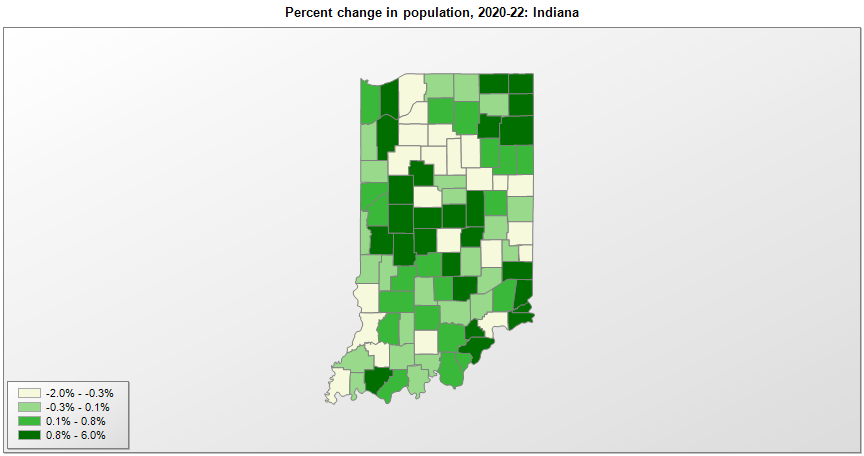 Percent change in population, 2020-22: Indiana
-2.0% - -0.3%
-0.3% - 0.1%
0.1% - 0.8%
0.8% - 6.0%